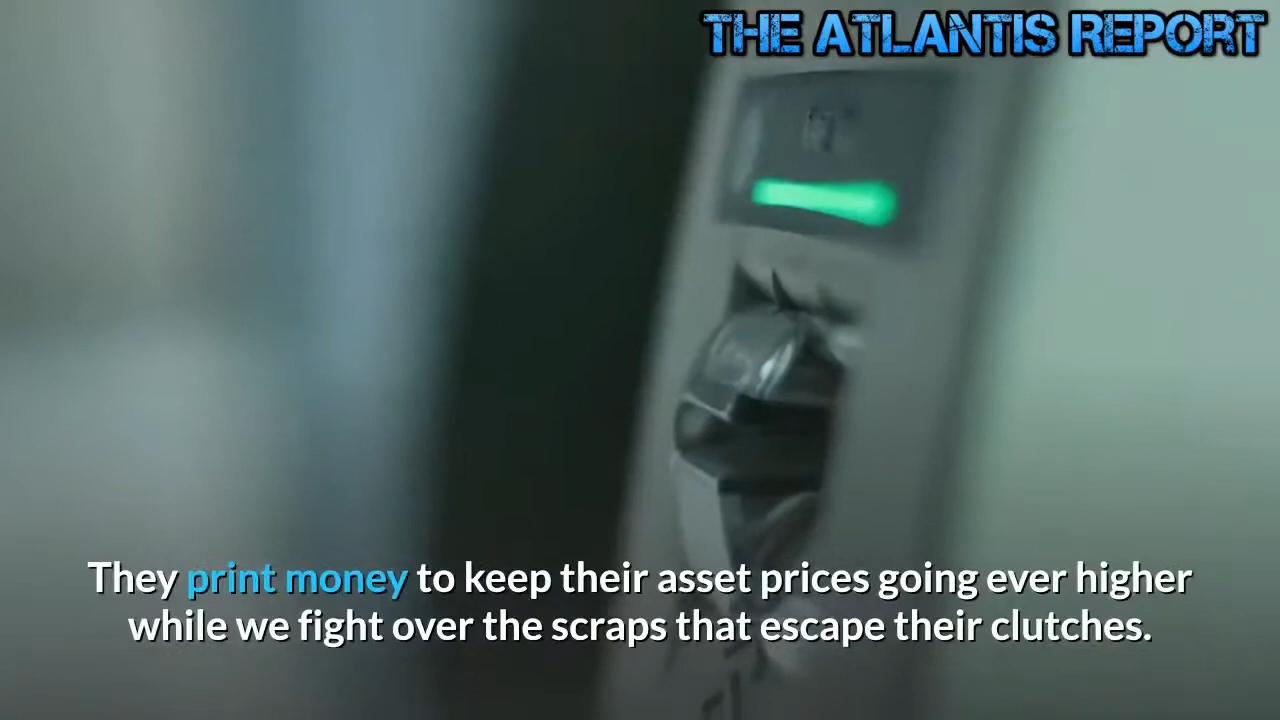 THE ATLANTIS REPORT
They print money to keep their asset prices going ever higher
while we fight over the scraps that escape their clutches.